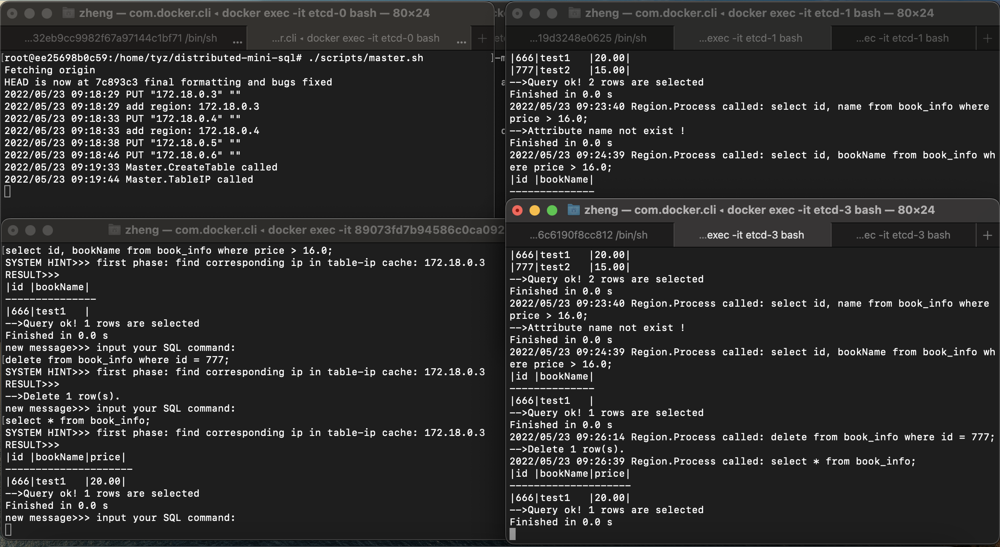 zheng — com.docker.cli ◂ docker exec -it etcd-0 bash — 80×24
...32eb9cc9982f67a97144c1bf71 /bin/sh ...
...r.cli ◂ docker exec -it etcd-0 bash ...
+
[root@ee25698b0c59:/home/tyz/distributed-mini-sql# ./scripts/master.sh ]
Fetching origin
HEAD is now at 7c893c3 final formatting and bugs fixed
2022/05/23 09:18:29 PUT "172.18.0.3" ""
2022/05/23 09:18:29 add region: 172.18.0.3
2022/05/23 09:18:33 PUT "172.18.0.4" ""
2022/05/23 09:18:33 add region: 172.18.0.4
2022/05/23 09:18:38 PUT "172.18.0.5" ""
2022/05/23 09:18:46 PUT "172.18.0.6" ""
2022/05/23 09:19:33 Master.CreateTable called
2022/05/23 09:19:44 Master.TableIP called
zheng — com.docker.cli ◂ docker exec -it etcd-1 bash — 80×24
...19d3248e0625 /bin/sh
...exec -it etcd-1 bash
...ec -it etcd-1 bash
+
|666|test1   |20.00|
|777|test2   |15.00|
-->Query ok! 2 rows are selected
Finished in 0.0 s
2022/05/23 09:23:40 Region.Process called: select id, name from book_info where
price > 16.0;
-->Attribute name not exist !
Finished in 0.0 s
2022/05/23 09:24:39 Region.Process called: select id, bookName from book_info wh
ere price > 16.0;
|id |bookName|
--------------
zheng — com.docker.cli ◂ docker exec -it 89073fd7b94586c0ca092
[select id, bookName from book_info where price > 16.0;
SYSTEM HINT>>> first phase: find corresponding ip in table-ip cache: 172.18.0.3
RESULT>>>
|id |bookName|
---------------
|666|test1   |
-->Query ok! 1 rows are selected
Finished in 0.0 s
new message>>> input your SQL command:
[delete from book_info where id = 777;
SYSTEM HINT>>> first phase: find corresponding ip in table-ip cache: 172.18.0.3
RESULT>>>
-->Delete 1 row(s).
new message>>> input your SQL command:
[select * from book_info;
SYSTEM HINT>>> first phase: find corresponding ip in table-ip cache: 172.18.0.3
RESULT>>>
|id |bookName|price|
---------------------
|666|test1   |20.00|
-->Query ok! 1 rows are selected
Finished in 0.0 s
new message>>> input your SQL command:
zheng — com.docker.cli ◂ docker exec -it etcd-3 bash — 80×24
...6c6190f8cc812 /bin/sh
...exec -it etcd-3 bash
...ec -it etcd-3 bash
+
|666|test1   |20.00|
|777|test2   |15.00|
-->Query ok! 2 rows are selected
Finished in 0.0 s
2022/05/23 09:23:40 Region.Process called: select id, name from book_info where
price > 16.0;
-->Attribute name not exist !
Finished in 0.0 s
2022/05/23 09:24:39 Region.Process called: select id, bookName from book_info wh
ere price > 16.0;
|id |bookName|
--------------
|666|test1   |
-->Query ok! 1 rows are selected
Finished in 0.0 s
2022/05/23 09:26:14 Region.Process called: delete from book_info where id = 777;
-->Delete 1 row(s).
2022/05/23 09:26:39 Region.Process called: select * from book_info;
|id |bookName|price|
--------------------
|666|test1   |20.00|
-->Query ok! 1 rows are selected
Finished in 0.0 s